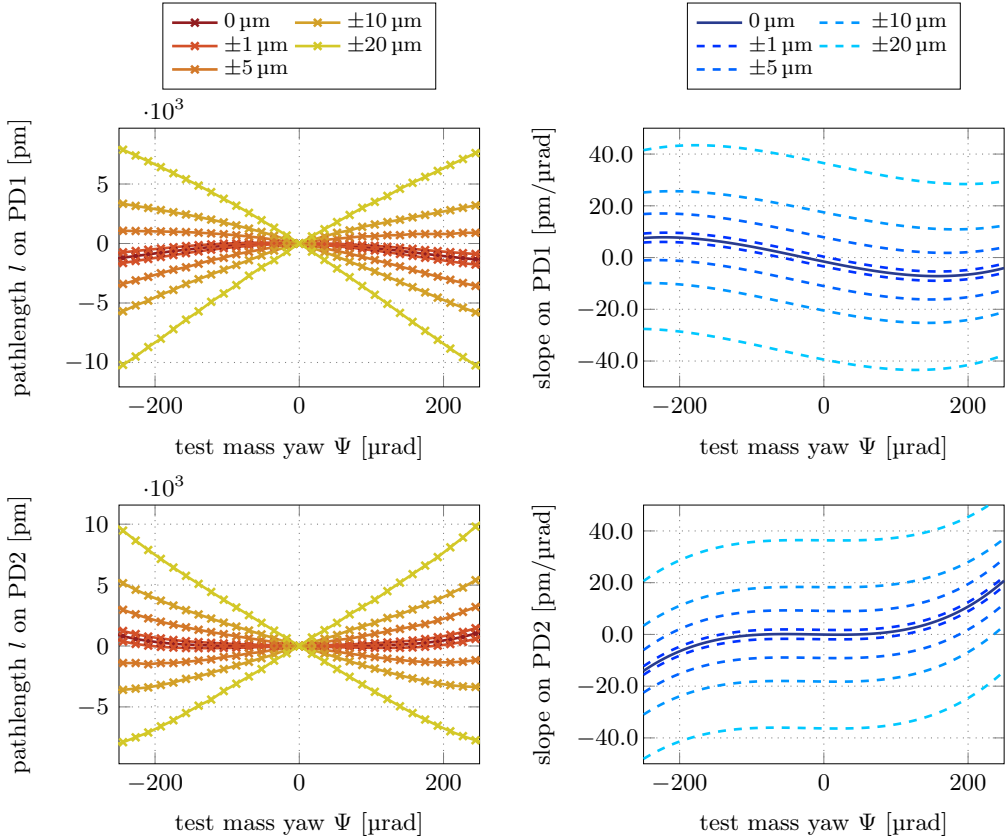 0 µm ±10 µm
±1 µm ±20 µm
±5 µm
0 µm ±10 µm
±1 µm ±20 µm
±5 µm
·10³
pathlength l on PD1 [pm]
5
0
−5
−10
−200 0 200
test mass yaw Ψ [µrad]
slope on PD1 [pm/µrad]
40.0
20.0
0.0
−20.0
−40.0
−200 0 200
test mass yaw Ψ [µrad]
·10³
pathlength l on PD2 [pm]
10
5
0
−5
−200 0 200
test mass yaw Ψ [µrad]
slope on PD2 [pm/µrad]
40.0
20.0
0.0
−20.0
−40.0
−200 0 200
test mass yaw Ψ [µrad]